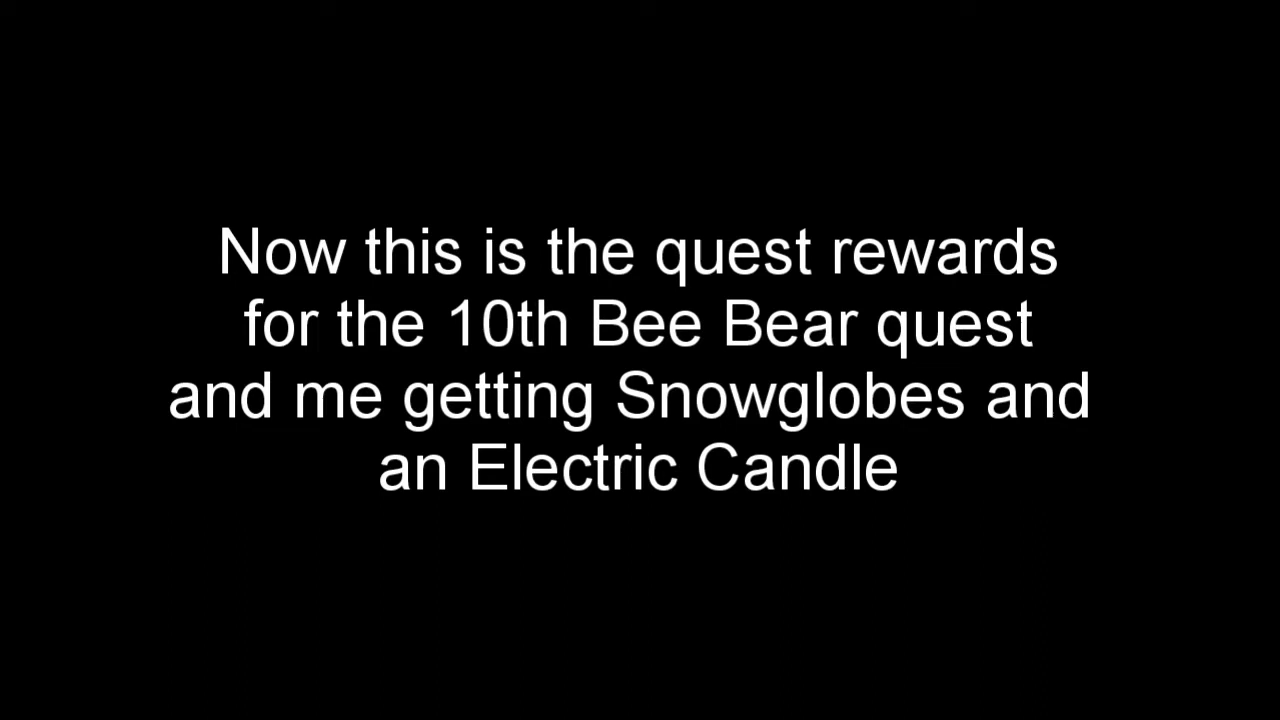 Now this is the quest rewards
for the 10th Bee Bear quest
and me getting Snowglobes and
an Electric Candle